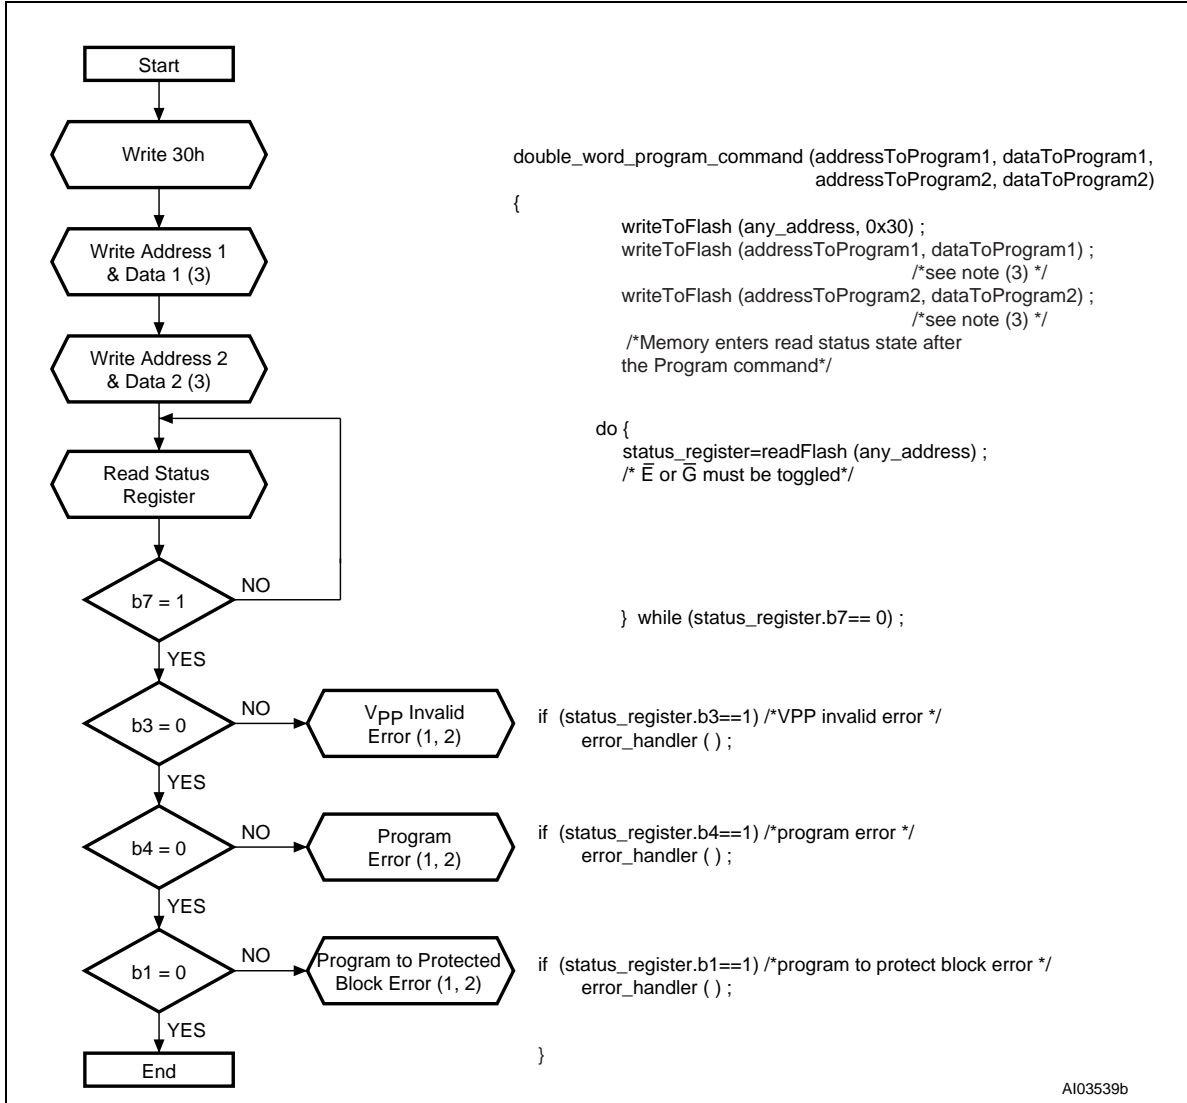 Start
Write 30h
Write Address 1
& Data 1 (3)
Write Address 2
& Data 2 (3)
Read Status
Register
b7 = 1
NO
YES
b3 = 0
NO
YES
VPP Invalid
Error (1, 2)
b4 = 0
NO
YES
Program
Error (1, 2)
b1 = 0
NO
YES
Program to Protected
Block Error (1, 2)
End
double_word_program_command (addressToProgram1, dataToProgram1,
addressToProgram2, dataToProgram2)
{
writeToFlash (any_address, 0x30) ;
writeToFlash (addressToProgram1, dataToProgram1) ;
/*see note (3) */
writeToFlash (addressToProgram2, dataToProgram2) ;
/*see note (3) */
/*Memory enters read status state after
the Program command*/
do {
status_register=readFlash (any_address) ;
/* E̅ or G̅ must be toggled*/
} while (status_register.b7== 0) ;
if (status_register.b3==1) /*VPP invalid error */
error_handler ( ) ;
if (status_register.b4==1) /*program error */
error_handler ( ) ;
if (status_register.b1==1) /*program to protect block error */
error_handler ( ) ;
}
AI03539b